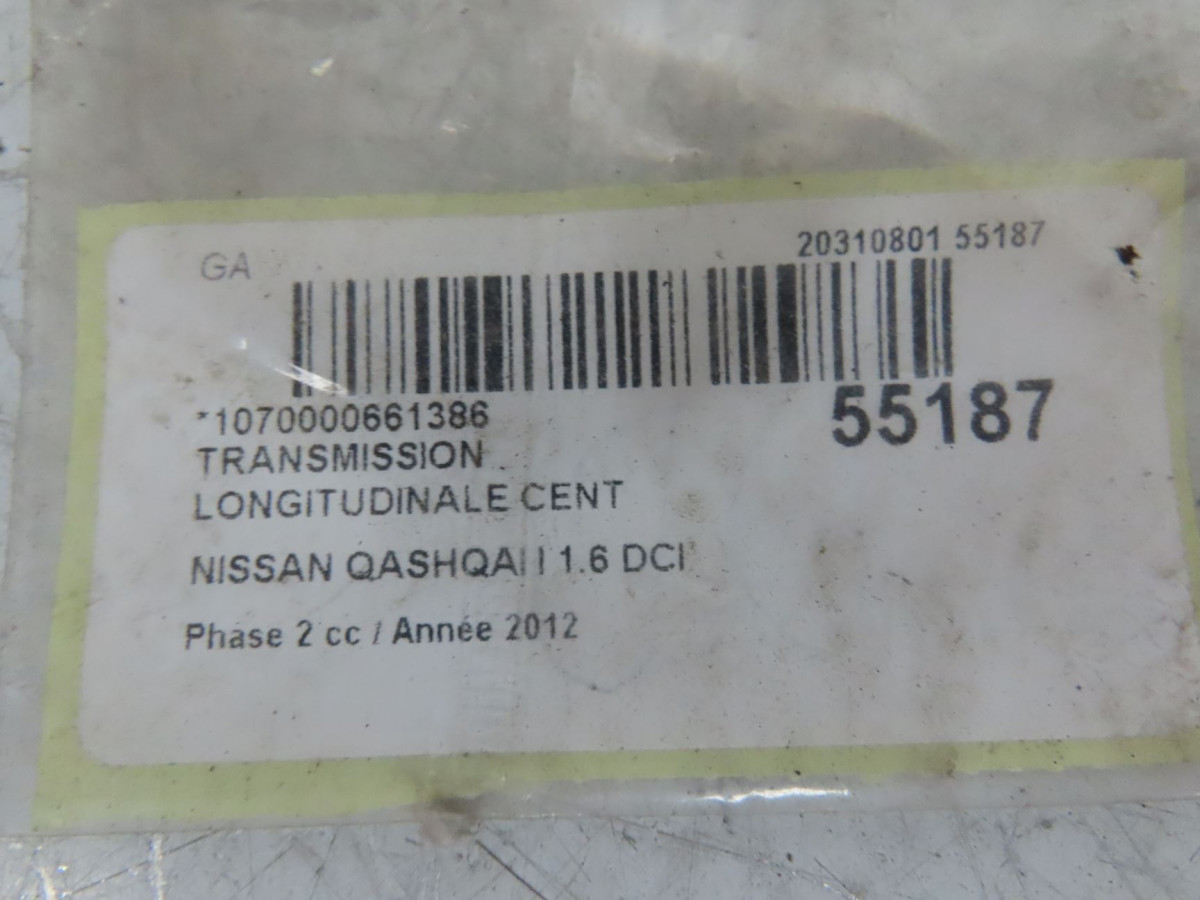 GA
20310801 55187
*1070000661386
55187
TRANSMISSION
LONGITUDINALE CENT
NISSAN QASHQAI I 1.6 DCI
Phase 2 cc / Année 2012